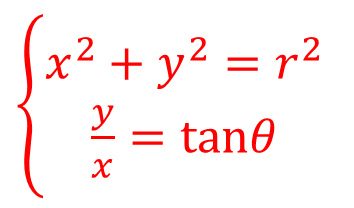 x² + y² = r²
y/x = tanθ